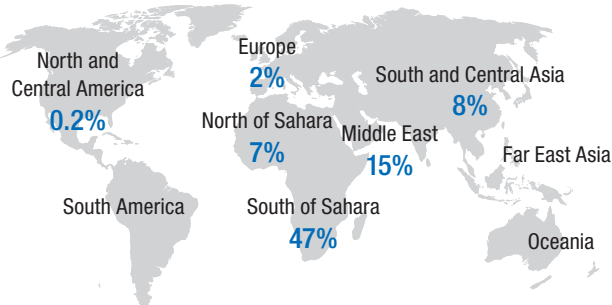 North and
Central America
0.2%
Europe
2%
South and Central Asia
8%
North of Sahara
7%
Middle East
15%
Far East Asia
South America
South of Sahara
47%
Oceania